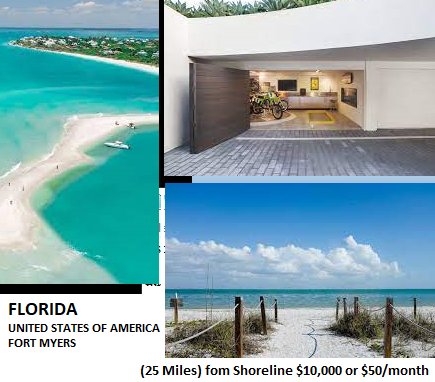 FLORIDA
UNITED STATES OF AMERICA
FORT MYERS
(25 Miles) fom Shoreline $10,000 or $50/month